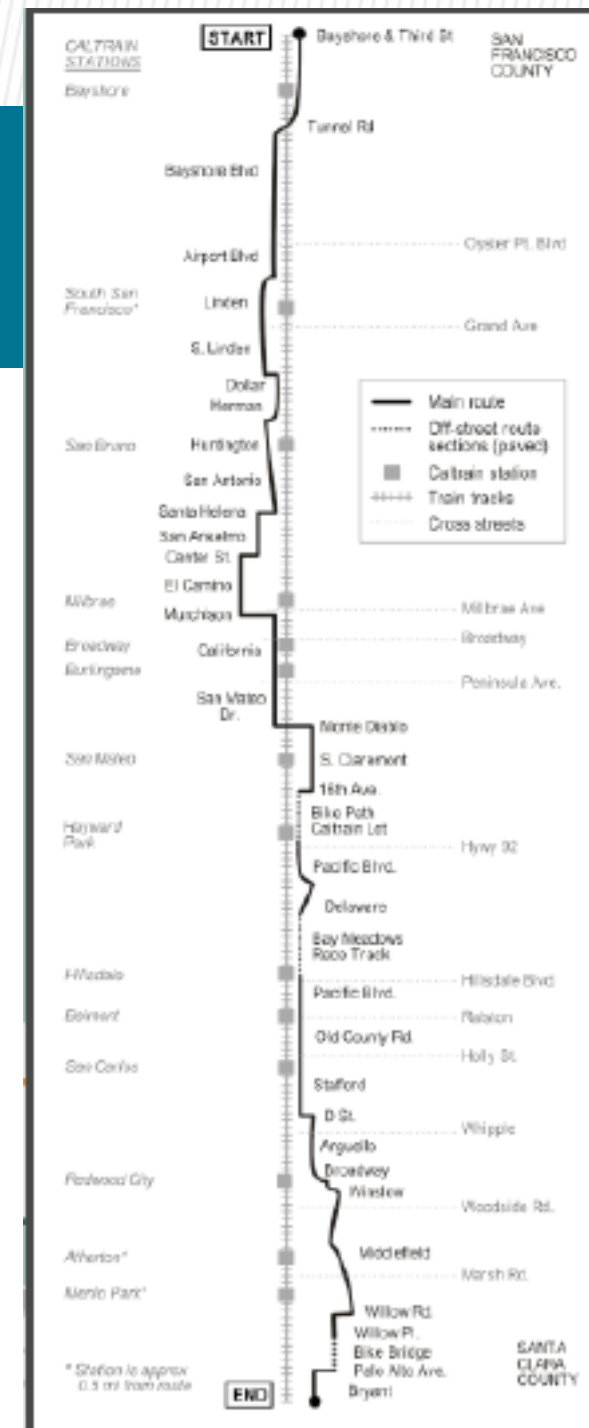 CALTRAIN
STATIONS
START
Bayshore & Third St
SAN
FRANCISCO
COUNTY
Bayshore
Tunnel Rd
Bayshore Blvd
Oyster Pt. Blvd
Airport Blvd
South San
Francisco*
Linden
Grand Ave
S. Linden
Dollar
Herman
Main route
Off-street route
sections (paved)
Caltrain station
Train tracks
Cross streets
San Bruno
Huntington
San Antonio
Santa Helena
San Anselmo
Center St.
El Camino
Millbrae
Murchison
Millbrae Ave
Broadway
Broadway
California
Burlingame
Peninsula Ave.
San Mateo
Dr.
Monte Diablo
San Mateo
S. Claremont
16th Ave.
Bike Path
Caltrain Lot
Hayward
Park
Hywy 92
Pacific Blvd.
Delaware
Bay Meadows
Race Track
Hillsdale
Hillsdale Blvd
Pacific Blvd.
Belmont
Ralston
Old County Rd.
Holly St.
San Carlos
Stafford
D St.
Whipple
Arguello
Broadway
Redwood City
Winslow
Woodside Rd.
Middlefield
Atherton*
Marsh Rd.
Menlo Park*
Willow Rd.
Willow Pl.
Bike Bridge
Palo Alto Ave.
SANTA
CLARA
COUNTY
* Station is approx
0.5 mi from route
END
Bryant